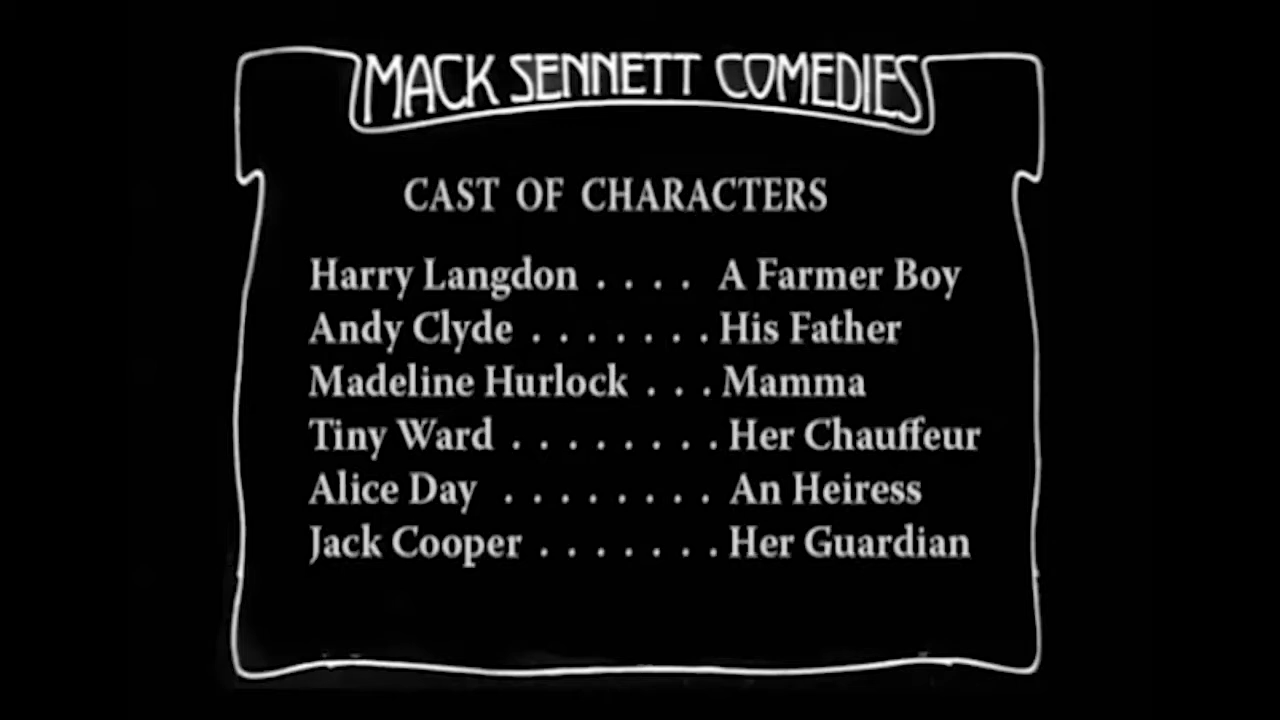 MACK SENNETT COMEDIES
CAST OF CHARACTERS
Harry Langdon . . . . A Farmer Boy
Andy Clyde . . . . . . . His Father
Madeline Hurlock . . . Mamma
Tiny Ward . . . . . . . . Her Chauffeur
Alice Day . . . . . . . . An Heiress
Jack Cooper . . . . . . . Her Guardian